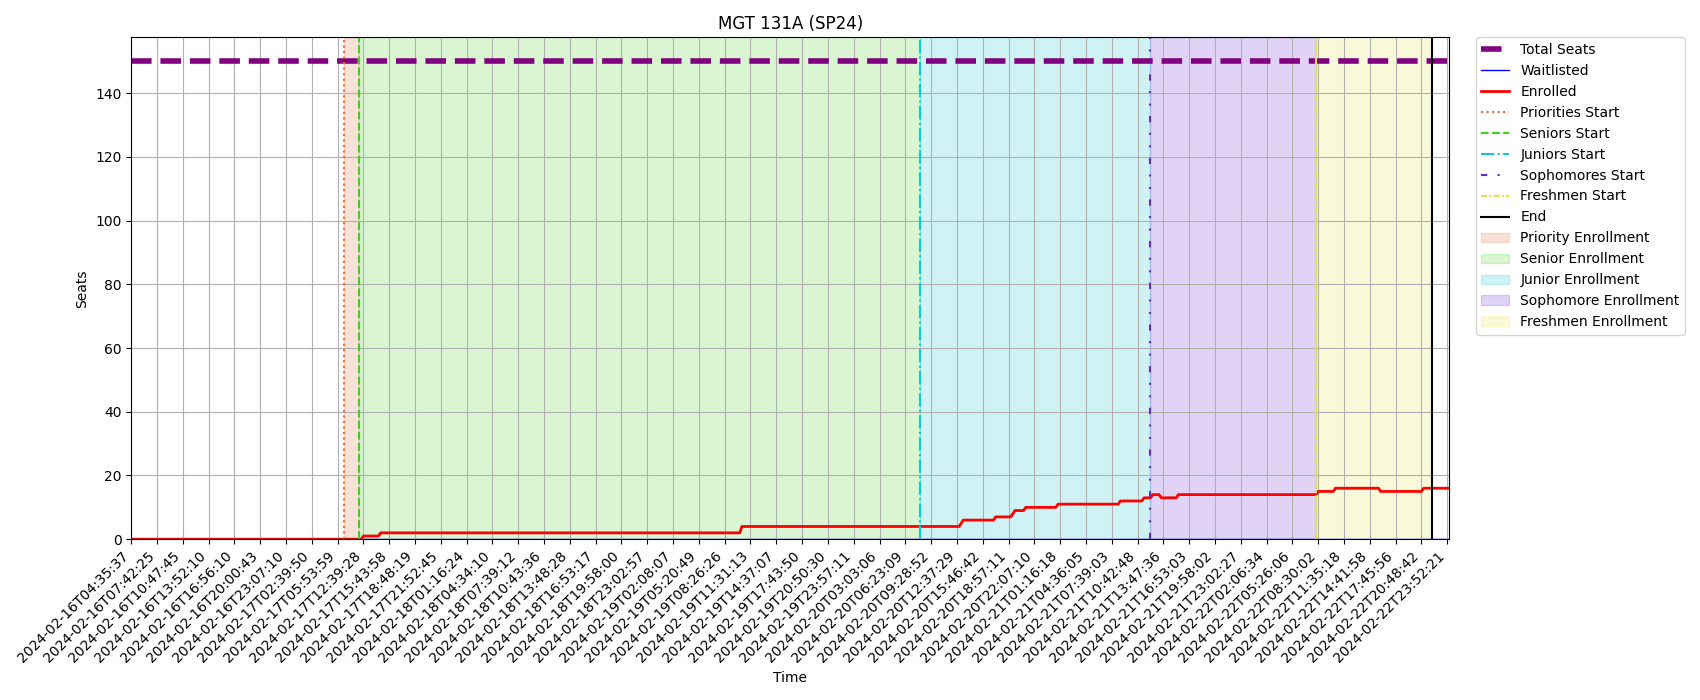 MGT 131A (SP24)
Seats
140
120
100
80
60
40
20
0
2024-02-16T04:35:37
2024-02-16T07:42:25
2024-02-16T10:47:45
2024-02-16T13:52:10
2024-02-16T16:56:10
2024-02-16T20:00:43
2024-02-16T23:07:10
2024-02-17T02:39:50
2024-02-17T05:53:59
2024-02-17T12:39:28
2024-02-17T15:43:58
2024-02-17T18:48:19
2024-02-17T21:52:45
2024-02-18T01:16:24
2024-02-18T04:34:10
2024-02-18T07:39:12
2024-02-18T10:43:36
2024-02-18T13:48:28
2024-02-18T16:53:17
2024-02-18T19:58:00
2024-02-18T23:02:57
2024-02-19T02:08:07
2024-02-19T05:20:49
2024-02-19T08:26:26
2024-02-19T11:31:13
2024-02-19T14:37:07
2024-02-19T17:43:50
2024-02-19T20:50:30
2024-02-19T23:57:11
2024-02-20T03:03:06
2024-02-20T06:23:09
2024-02-20T09:28:52
2024-02-20T12:37:29
2024-02-20T15:46:42
2024-02-20T18:57:11
2024-02-20T22:07:10
2024-02-21T01:16:18
2024-02-21T04:36:05
2024-02-21T07:39:03
2024-02-21T10:42:48
2024-02-21T13:47:36
2024-02-21T16:53:03
2024-02-21T19:58:02
2024-02-21T23:02:27
2024-02-22T02:06:34
2024-02-22T05:26:06
2024-02-22T08:30:02
2024-02-22T11:35:18
2024-02-22T14:41:58
2024-02-22T17:45:56
2024-02-22T20:48:42
2024-02-22T23:52:21
Time
Total Seats
Waitlisted
Enrolled
Priorities Start
Seniors Start
Juniors Start
Sophomores Start
Freshmen Start
End
Priority Enrollment
Senior Enrollment
Junior Enrollment
Sophomore Enrollment
Freshmen Enrollment